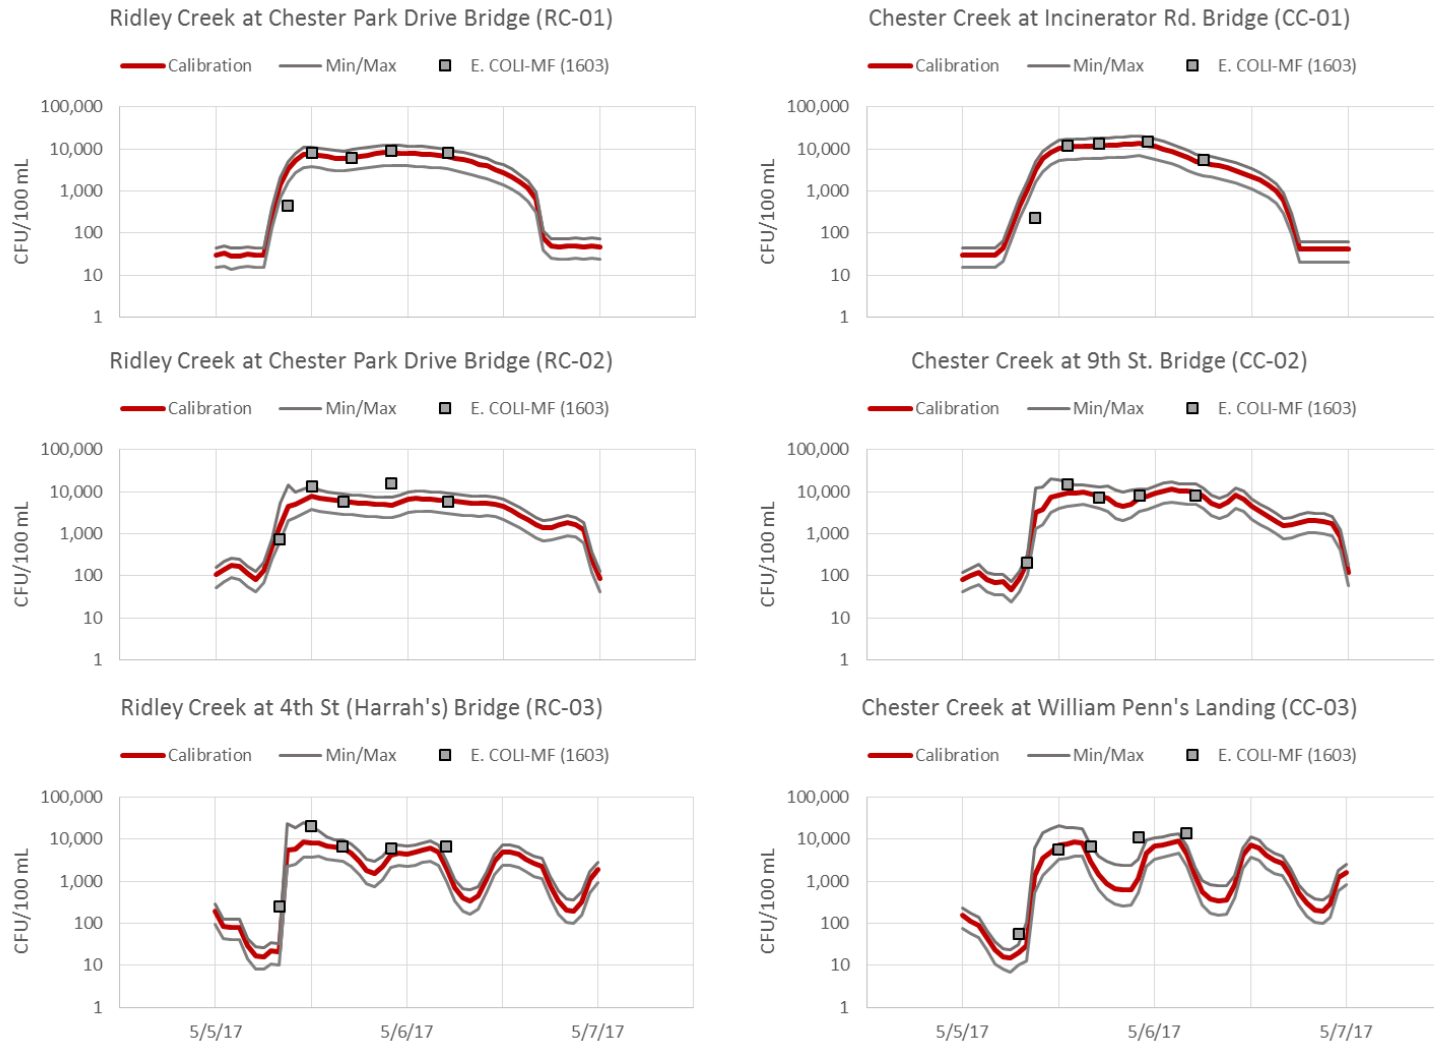 Ridley Creek at Chester Park Drive Bridge (RC-01)
Calibration Min/Max E. COLI-MF (1603)
CFU/100 mL
100,000
10,000
1,000
100
10
1
Chester Creek at Incinerator Rd. Bridge (CC-01)
Calibration Min/Max E. COLI-MF (1603)
CFU/100 mL
100,000
10,000
1,000
100
10
1
Ridley Creek at Chester Park Drive Bridge (RC-02)
Calibration Min/Max E. COLI-MF (1603)
CFU/100 mL
100,000
10,000
1,000
100
10
1
Chester Creek at 9th St. Bridge (CC-02)
Calibration Min/Max E. COLI-MF (1603)
CFU/100 mL
100,000
10,000
1,000
100
10
1
Ridley Creek at 4th St (Harrah's) Bridge (RC-03)
Calibration Min/Max E. COLI-MF (1603)
CFU/100 mL
100,000
10,000
1,000
100
10
1
5/5/17 5/6/17 5/7/17
Chester Creek at William Penn's Landing (CC-03)
Calibration Min/Max E. COLI-MF (1603)
CFU/100 mL
100,000
10,000
1,000
100
10
1
5/5/17 5/6/17 5/7/17